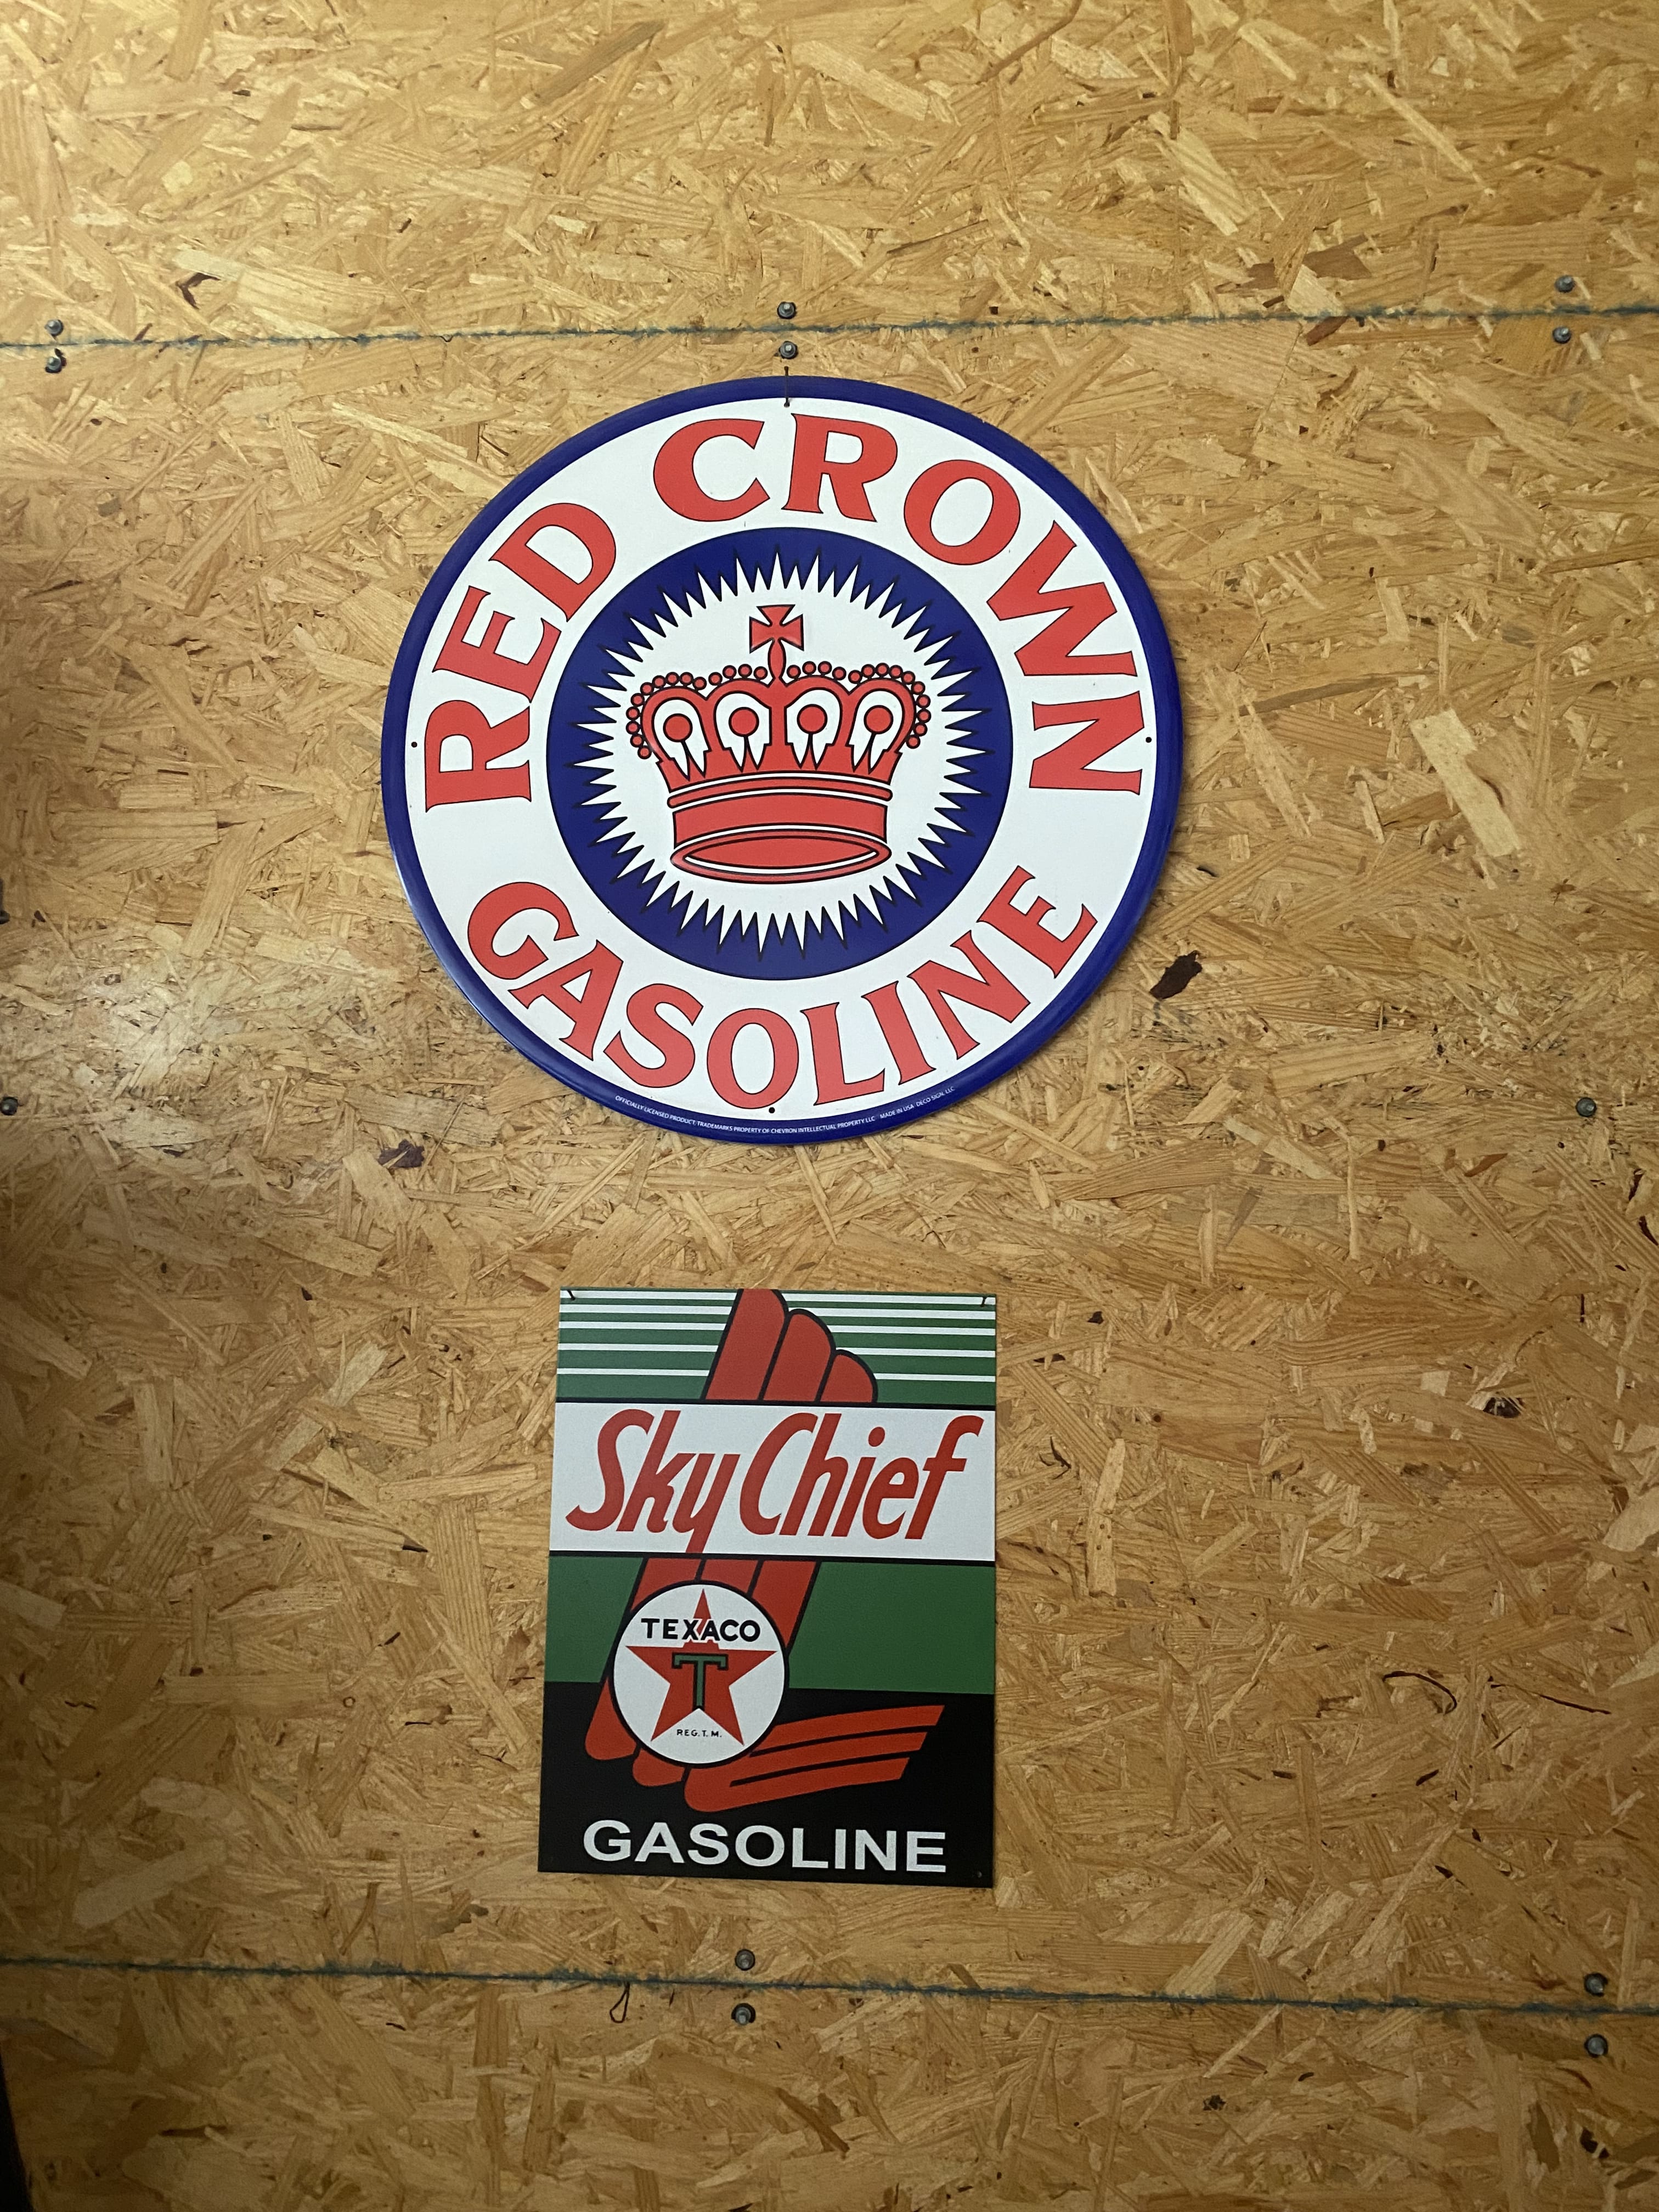 RED CROWN
GASOLINE
OFFICIALLY LICENSED PRODUCT, TRADEMARKS PROPERTY OF CHEVRON INTELLECTUAL PROPERTY LLC MADE IN USA DECO SIGN, LLC
Sky Chief
TEXACO
T
REG. T. M.
GASOLINE